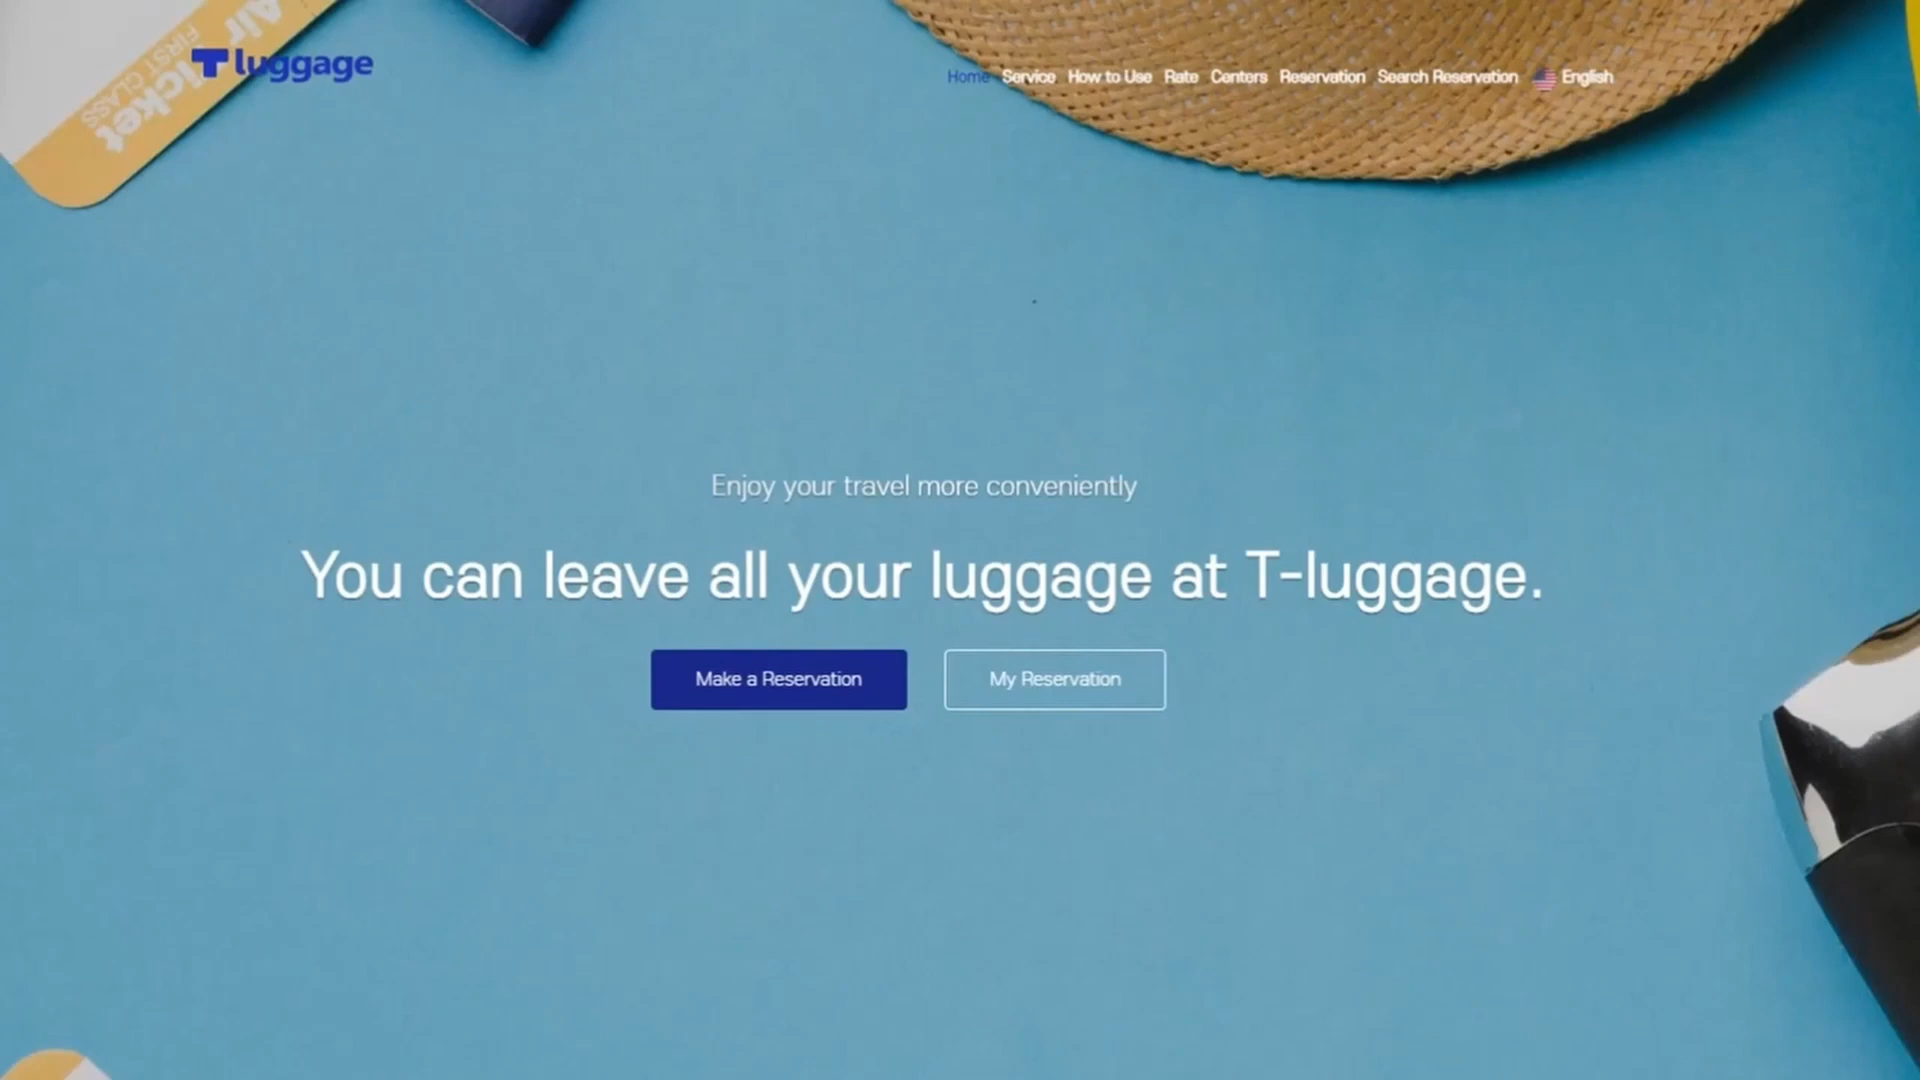 Air Ticket
FIRST CLASS
T luggage
Home Service How to Use Rate Centers Reservation Search Reservation English
Enjoy your travel more conveniently
You can leave all your luggage at T-luggage.
Make a Reservation My Reservation